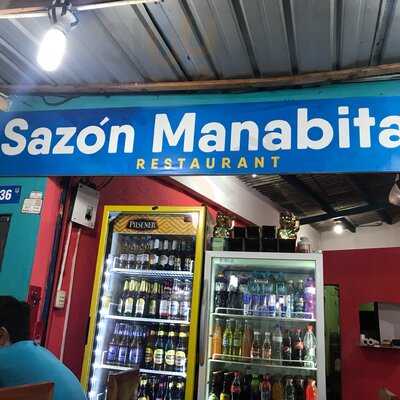 Sazón Manabita
RESTAURANT
36
PILSENER